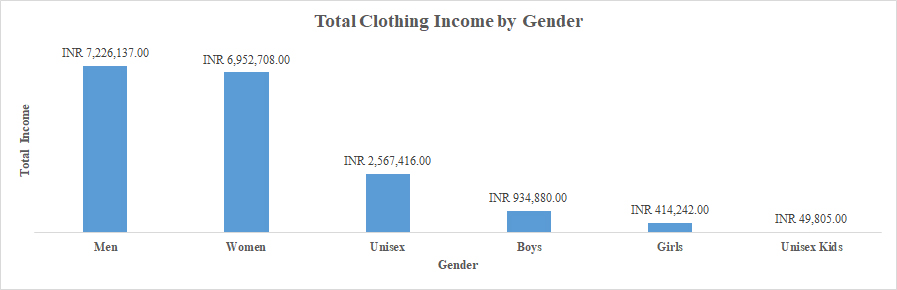 Total Clothing Income by Gender
INR 7,226,137.00
INR 6,952,708.00
INR 2,567,416.00
INR 934,880.00
INR 414,242.00
INR 49,805.00
Total Income
Men
Women
Unisex
Boys
Girls
Unisex Kids
Gender